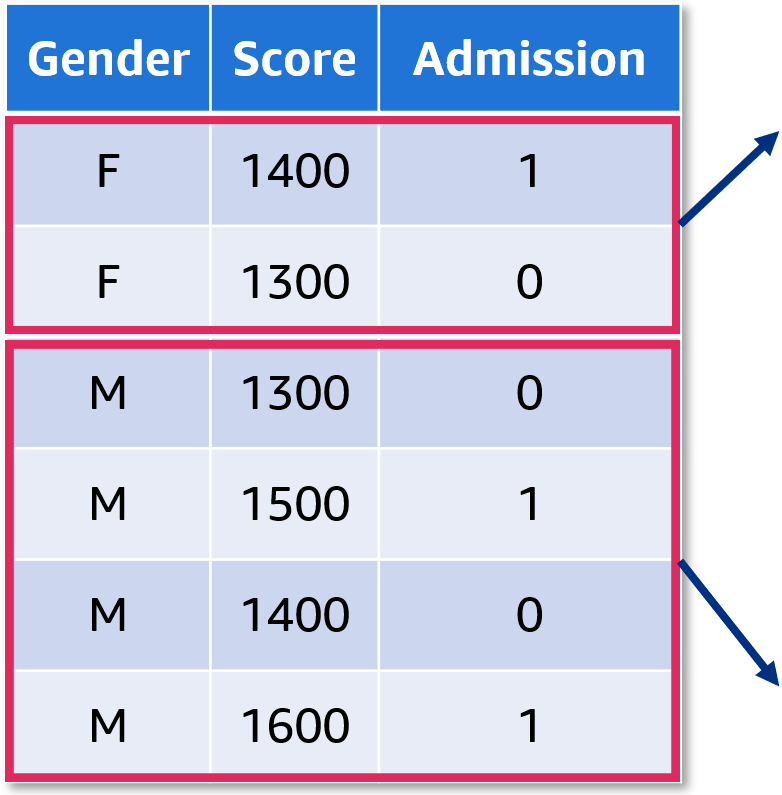 Gender Score Admission
F 1400 1
F 1300 0
M 1300 0
M 1500 1
M 1400 0
M 1600 1